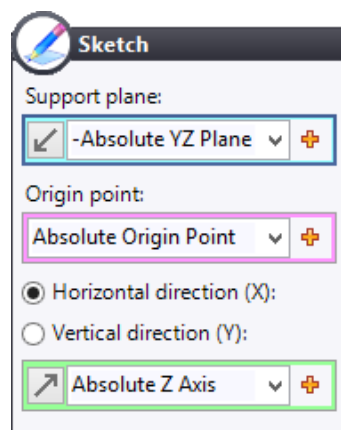 Sketch
Support plane:
-Absolute YZ Plane
Origin point:
Absolute Origin Point
Horizontal direction (X):
Vertical direction (Y):
Absolute Z Axis